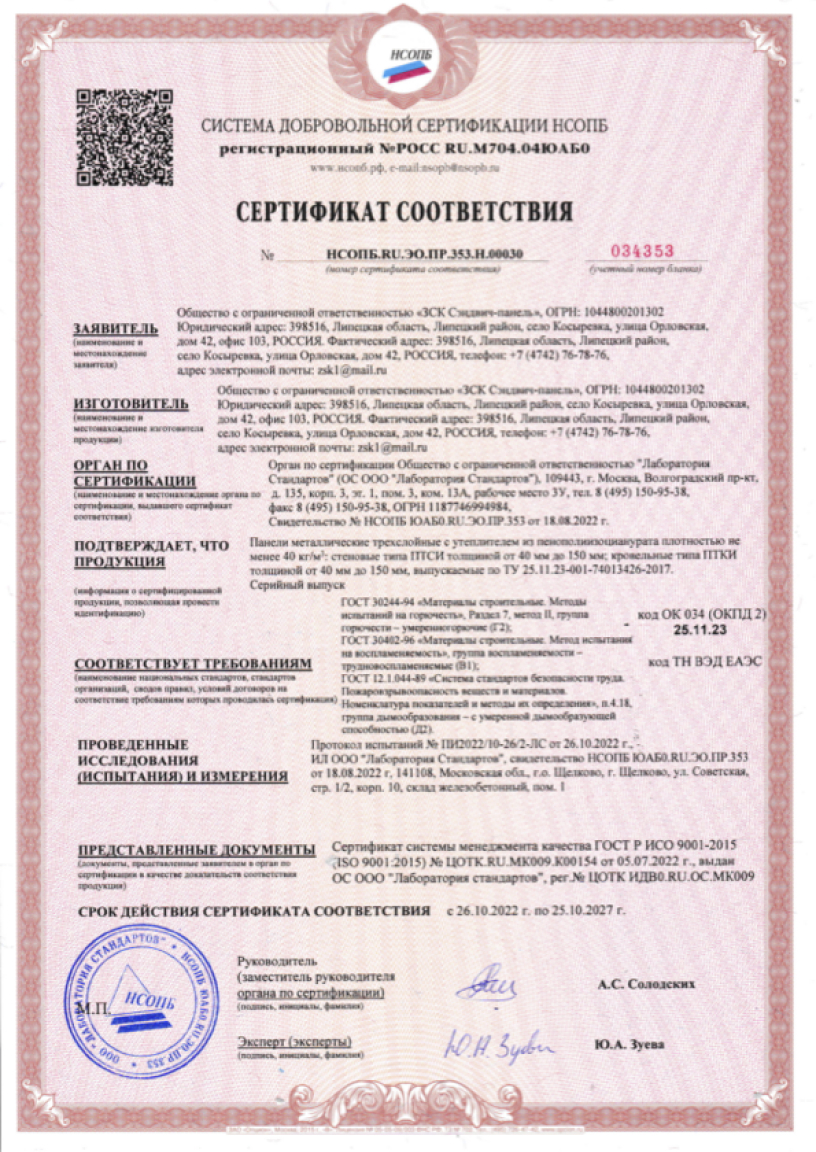 НСОПБ
СИСТЕМА ДОБРОВОЛЬНОЙ СЕРТИФИКАЦИИ НСОПБ
регистрационный №РОСС RU.М704.04ЮАБ0
www.нсопб.рф, e-mail:nsopb@nsopb.ru
СЕРТИФИКАТ СООТВЕТСТВИЯ
№ НСОПБ.RU.ЭО.ПР.353.Н.00030 034353
(номер сертификата соответствия) (учетный номер бланка)
ЗАЯВИТЕЛЬ
(наименование и
местонахождение
заявителя)
Общество с ограниченной ответственностью «ЗСК Сэндвич-панель», ОГРН: 1044800201302
Юридический адрес: 398516, Липецкая область, Липецкий район, село Косыревка, улица Орловская,
дом 42, офис 103, РОССИЯ. Фактический адрес: 398516, Липецкая область, Липецкий район,
село Косыревка, улица Орловская, дом 42, РОССИЯ, телефон: +7 (4742) 76-78-76,
адрес электронной почты: zsk1@mail.ru
ИЗГОТОВИТЕЛЬ
(наименование и
местонахождение изготовителя
продукции)
Общество с ограниченной ответственностью «ЗСК Сэндвич-панель», ОГРН: 1044800201302
Юридический адрес: 398516, Липецкая область, Липецкий район, село Косыревка, улица Орловская,
дом 42, офис 103, РОССИЯ. Фактический адрес: 398516, Липецкая область, Липецкий район,
село Косыревка, улица Орловская, дом 42, РОССИЯ, телефон: +7 (4742) 76-78-76,
адрес электронной почты: zsk1@mail.ru
ОРГАН ПО
СЕРТИФИКАЦИИ
(наименование и местонахождение органа по
сертификации, выдавшего сертификат
соответствия)
Орган по сертификации Общество с ограниченной ответственностью "Лаборатория
Стандартов" (ОС ООО "Лаборатория Стандартов"), 109443, г. Москва, Волгоградский пр-кт,
д. 135, корп. 3, эт. 1, пом. 3, ком. 13А, рабочее место 3У, тел. 8 (495) 150-95-38,
факс 8 (495) 150-95-38, ОГРН 1187746994984,
Свидетельство № НСОПБ ЮАБ0.RU.ЭО.ПР.353 от 18.08.2022 г.
ПОДТВЕРЖДАЕТ, ЧТО
ПРОДУКЦИЯ
(информация о сертифицированной
продукции, позволяющая провести
идентификацию)
Панели металлические трехслойные с утеплителем из пенополиизоцианурата плотностью не
менее 40 кг/м³: стеновые типа ПТСИ толщиной от 40 мм до 150 мм; кровельные типа ПТКИ
толщиной от 40 мм до 150 мм, выпускаемые по ТУ 25.11.23-001-74013426-2017.
Серийный выпуск
код ОК 034 (ОКПД 2)
25.11.23
код ТН ВЭД ЕАЭС
СООТВЕТСТВУЕТ ТРЕБОВАНИЯМ
(наименование национальных стандартов, стандартов
организаций, сводов правил, условий договоров на
соответствие требованиям которых проводилась сертификация)
ГОСТ 30244-94 «Материалы строительные. Методы
испытаний на горючесть», Раздел 7, метод II, группа
горючести – умеренногорючие (Г2);
ГОСТ 30402-96 «Материалы строительные. Метод испытания
на воспламеняемость», группа воспламеняемости –
трудновоспламеняемые (В1);
ГОСТ 12.1.044-89 «Система стандартов безопасности труда.
Пожаровзрывоопасность веществ и материалов.
Номенклатура показателей и методы их определения», п.4.18,
группа дымообразования – с умеренной дымообразующей
способностью (Д2).
ПРОВЕДЕННЫЕ
ИССЛЕДОВАНИЯ
(ИСПЫТАНИЯ) И ИЗМЕРЕНИЯ
Протокол испытаний № ПИ2022/10-26/2-ЛС от 26.10.2022 г., -
ИЛ ООО "Лаборатория Стандартов", свидетельство НСОПБ ЮАБ0.RU.ЭО.ПР.353
от 18.08.2022 г, 141108, Московская обл., г.о. Щелково, г. Щелково, ул. Советская,
стр. 1/2, корп. 10, склад железобетонный, пом. 1
ПРЕДСТАВЛЕННЫЕ ДОКУМЕНТЫ
(документы, представленные заявителем в орган по
сертификации в качестве доказательств соответствия
продукции)
Сертификат системы менеджмента качества ГОСТ Р ИСО 9001-2015
(ISO 9001:2015) № ЦОТК.RU.МК009.К00154 от 05.07.2022 г., выдан
ОС ООО "Лаборатория стандартов", рег.№ ЦОТК ИДВ0.RU.ОС.МК009
СРОК ДЕЙСТВИЯ СЕРТИФИКАТА СООТВЕТСТВИЯ с 26.10.2022 г. по 25.10.2027 г.
Руководитель
(заместитель руководителя
органа по сертификации)
(подпись, инициалы, фамилия)
А.С. Солодских
М.П.
ООО "ЛАБОРАТОРИЯ СТАНДАРТОВ" * НСОПБ ЮАБ0.RU.ЭО.ПР.353 *
НСОПБ
Эксперт (эксперты)
(подпись, инициалы, фамилия)
Ю.А. Зуева